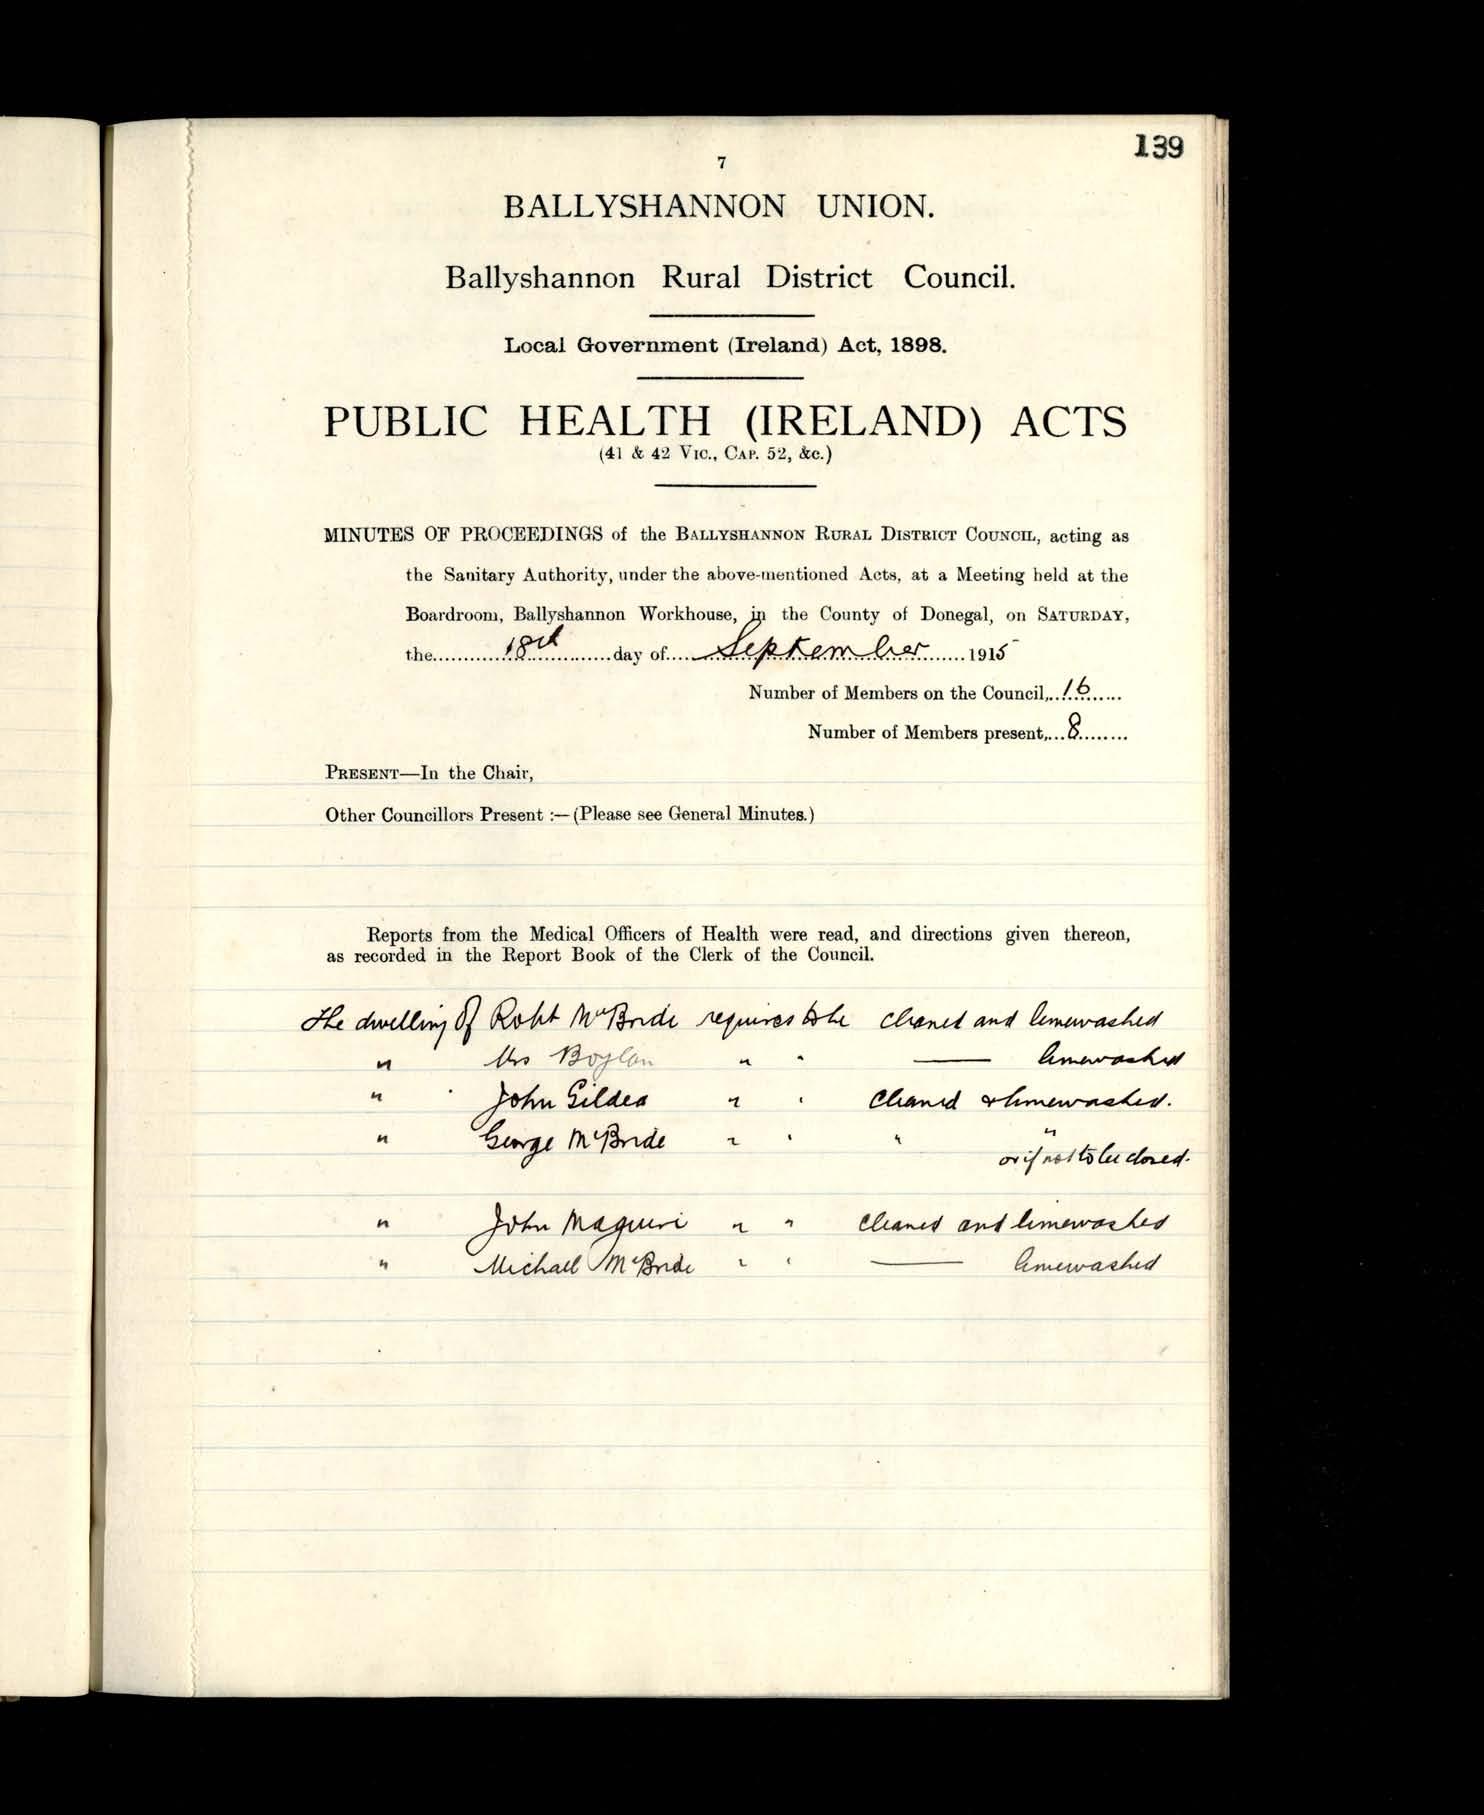 139
7
BALLYSHANNON UNION.
Ballyshannon Rural District Council.
Local Government (Ireland) Act, 1898.
PUBLIC HEALTH (IRELAND) ACTS
(41 & 42 Vic., Cap. 52, &c.)
MINUTES OF PROCEEDINGS of the Ballyshannon Rural District Council, acting as
the Sanitary Authority, under the above-mentioned Acts, at a Meeting held at the
Boardroom, Ballyshannon Workhouse, in the County of Donegal, on Saturday,
the 18th day of September 1915
Number of Members on the Council, 16
Number of Members present, 8
Present—In the Chair,
Other Councillors Present :—(Please see General Minutes.)
Reports from the Medical Officers of Health were read, and directions given thereon,
as recorded in the Report Book of the Clerk of the Council.
The dwelling of Robt McBride requires to be cleaned and limewashed
" Mrs Boylan " " — limewashed
" John Gildea " " cleaned & limewashed.
" George McBride " " " "
or if not to be closed.
" John Maguire " " cleaned and limewashed
" Michael McBride " " — limewashed